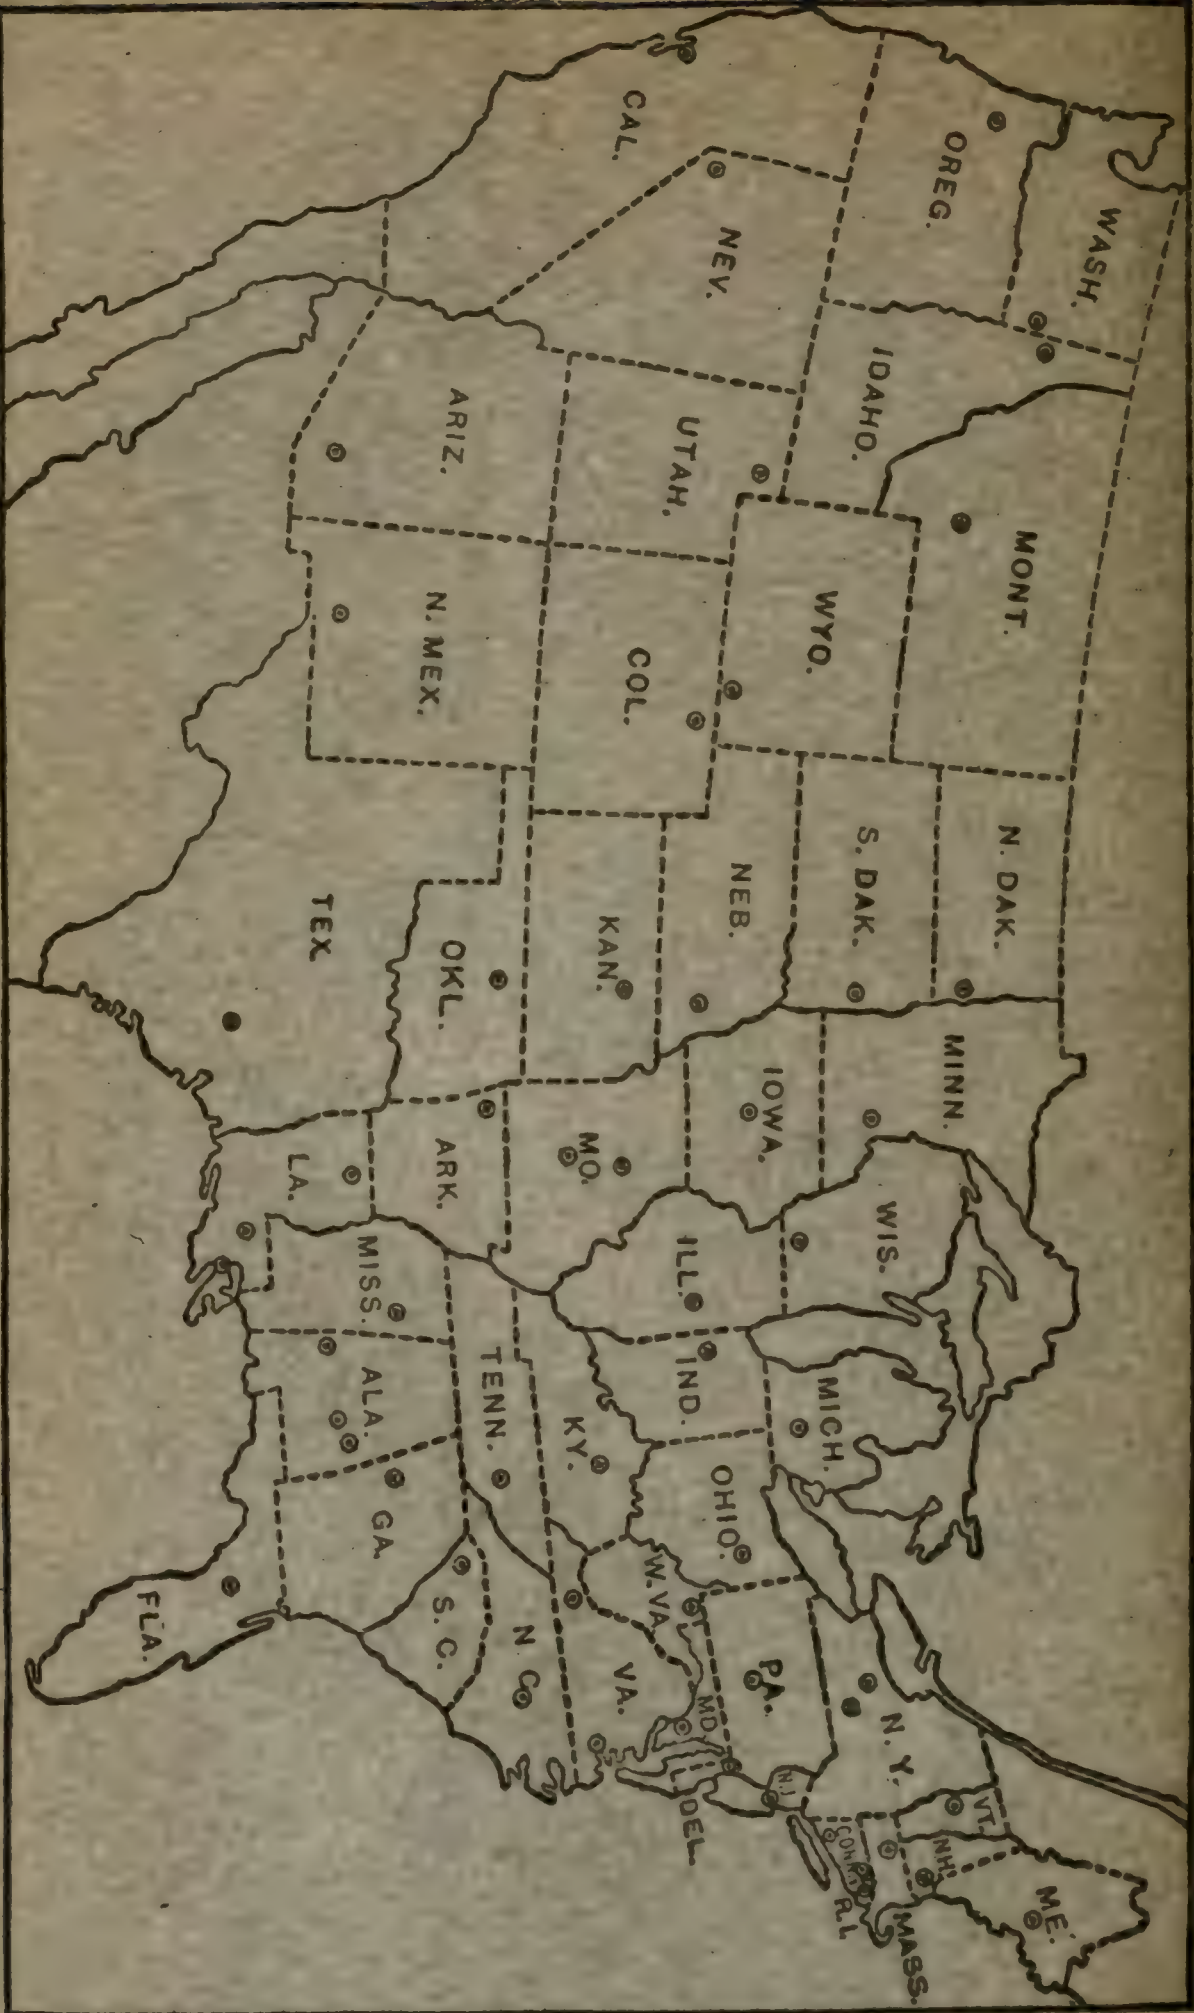 WASH.
OREG.
CAL.
NEV.
IDAHO.
MONT.
WYO.
UTAH.
ARIZ.
COL.
N. MEX.
N. DAK.
S. DAK.
NEB.
KAN.
OKL.
TEX.
MINN.
IOWA.
MO.
ARK.
LA.
WIS.
ILL.
MISS.
MICH.
IND.
OHIO.
KY.
TENN.
ALA.
GA.
FLA.
S. C.
N C
VA.
W. VA.
PA.
MD.
DEL.
N.J.
N. Y.
CONN.
R.I.
MASS.
VT.
N.H.
ME.